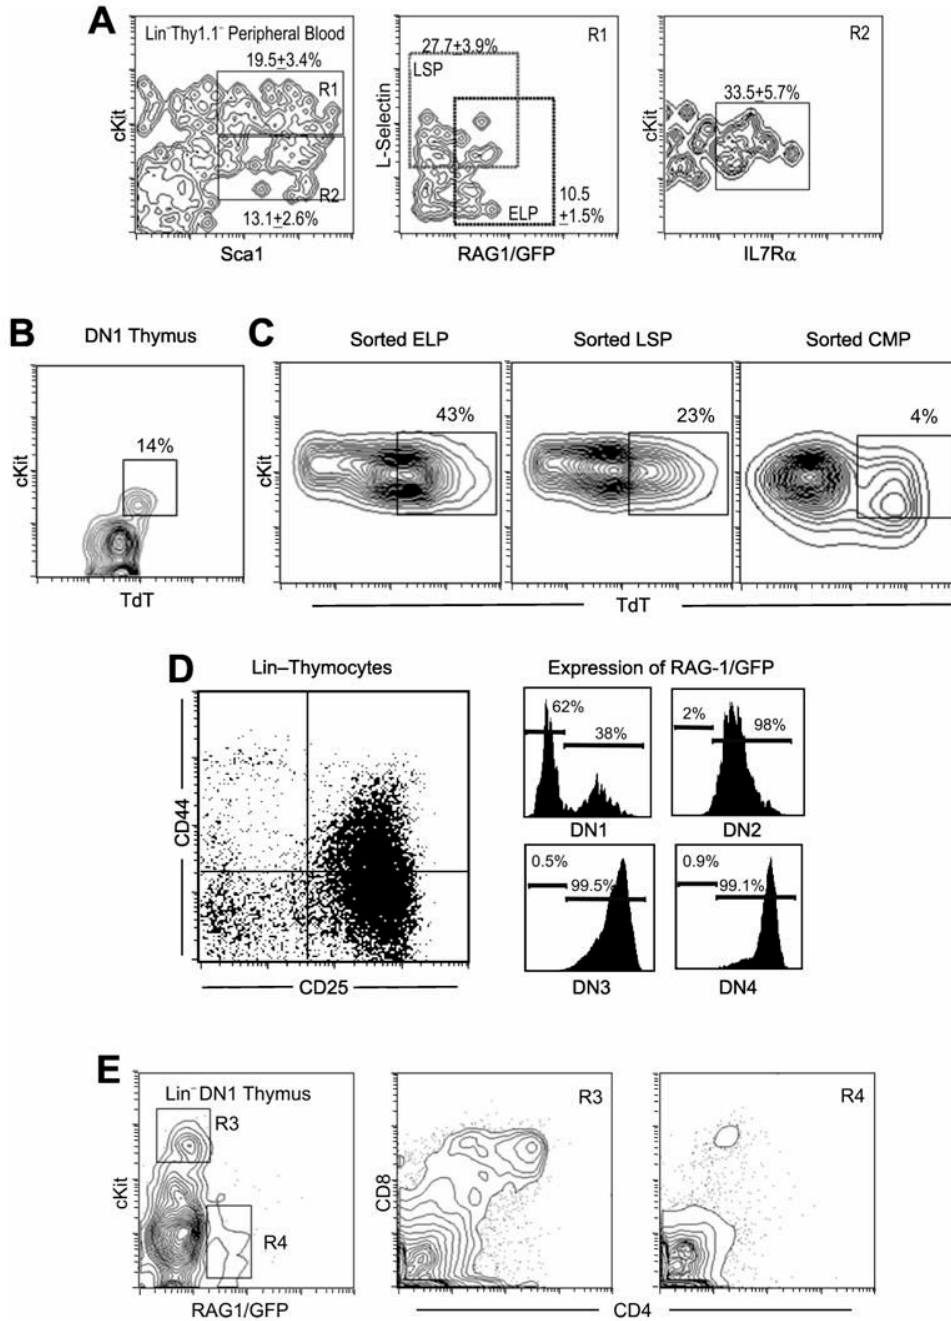 A
Lin⁻Thy1.1⁻ Peripheral Blood
19.5±3.4%
R1
R2
13.1±2.6%
cKit
Sca1
27.7±3.9%
R1
LSP
ELP
10.5
±1.5%
L-Selectin
RAG1/GFP
R2
33.5±5.7%
cKit
IL7Rα
B
DN1 Thymus
14%
cKit
TdT
C
Sorted ELP
Sorted LSP
Sorted CMP
43%
23%
4%
cKit
TdT
D
Lin–Thymocytes
CD44
CD25
Expression of RAG-1/GFP
62%
38%
DN1
2%
98%
DN2
0.5%
99.5%
DN3
0.9%
99.1%
DN4
E
Lin⁻ DN1 Thymus
R3
R4
cKit
RAG1/GFP
R3
R4
CD8
CD4